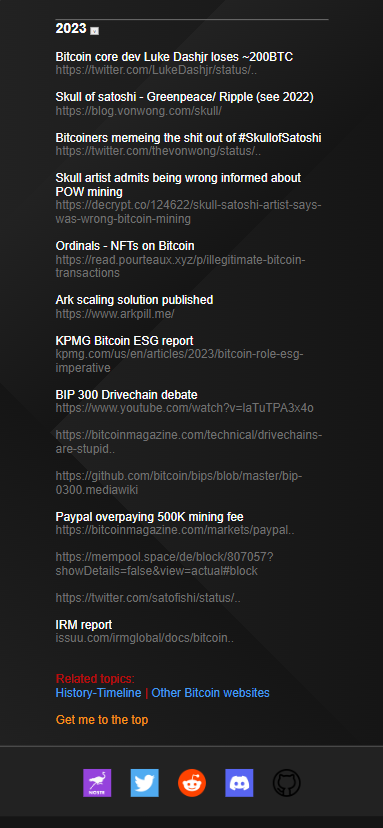 2023
Bitcoin core dev Luke Dashjr loses ~200BTC
https://twitter.com/LukeDashjr/status/..
Skull of satoshi - Greenpeace/ Ripple (see 2022)
https://blog.vonwong.com/skull/
Bitcoiners memeing the shit out of #SkullofSatoshi
https://twitter.com/thevonwong/status/..
Skull artist admits being wrong informed about
POW mining
https://decrypt.co/124622/skull-satoshi-artist-says-
was-wrong-bitcoin-mining
Ordinals - NFTs on Bitcoin
https://read.pourteaux.xyz/p/illegitimate-bitcoin-
transactions
Ark scaling solution published
https://www.arkpill.me/
KPMG Bitcoin ESG report
kpmg.com/us/en/articles/2023/bitcoin-role-esg-
imperative
BIP 300 Drivechain debate
https://www.youtube.com/watch?v=laTuTPA3x4o
https://bitcoinmagazine.com/technical/drivechains-
are-stupid..
https://github.com/bitcoin/bips/blob/master/bip-
0300.mediawiki
Paypal overpaying 500K mining fee
https://bitcoinmagazine.com/markets/paypal..
https://mempool.space/de/block/807057?
showDetails=false&view=actual#block
https://twitter.com/satofishi/status/..
IRM report
issuu.com/irmglobal/docs/bitcoin..
Related topics:
History-Timeline | Other Bitcoin websites
Get me to the top
NOSTR